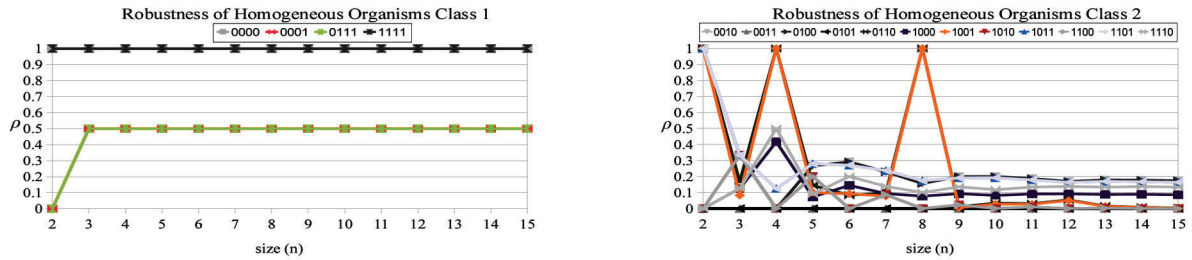 Robustness of Homogeneous Organisms Class 1
0000 0001 0111 1111
1
0.9
0.8
0.7
0.6
0.5
0.4
0.3
0.2
0.1
0
ρ
2 3 4 5 6 7 8 9 10 11 12 13 14 15
size (n)
Robustness of Homogeneous Organisms Class 2
0010 0011 0100 0101 0110 1000 1001 1010 1011 1100 1101 1110
1
0.9
0.8
0.7
0.6
0.5
0.4
0.3
0.2
0.1
0
ρ
2 3 4 5 6 7 8 9 10 11 12 13 14 15
size (n)